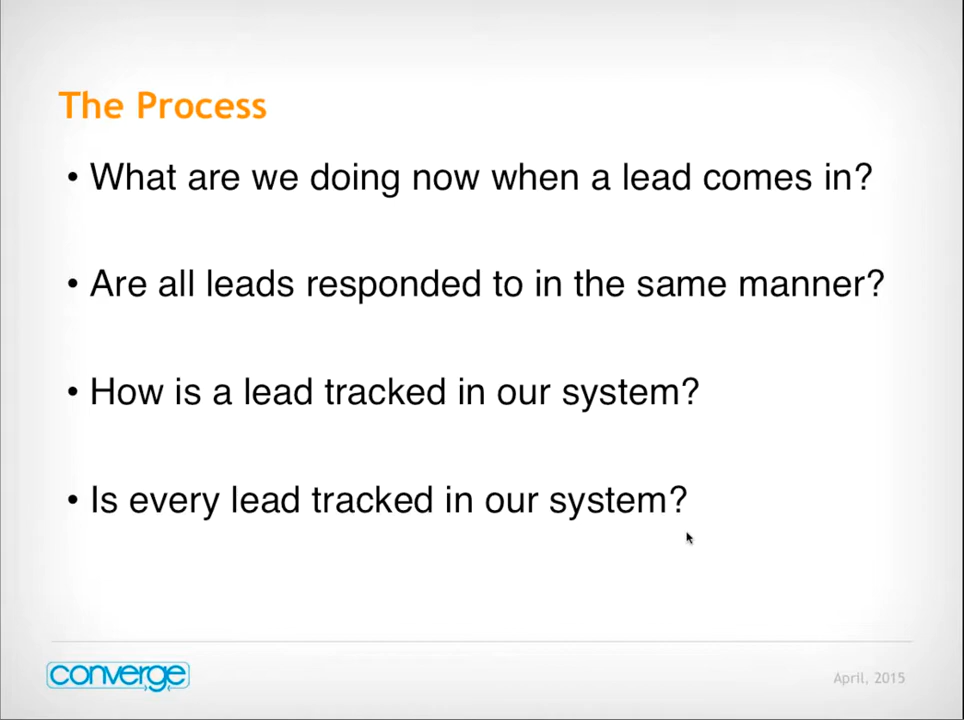 The Process
• What are we doing now when a lead comes in?
• Are all leads responded to in the same manner?
• How is a lead tracked in our system?
• Is every lead tracked in our system?
converge
April, 2015